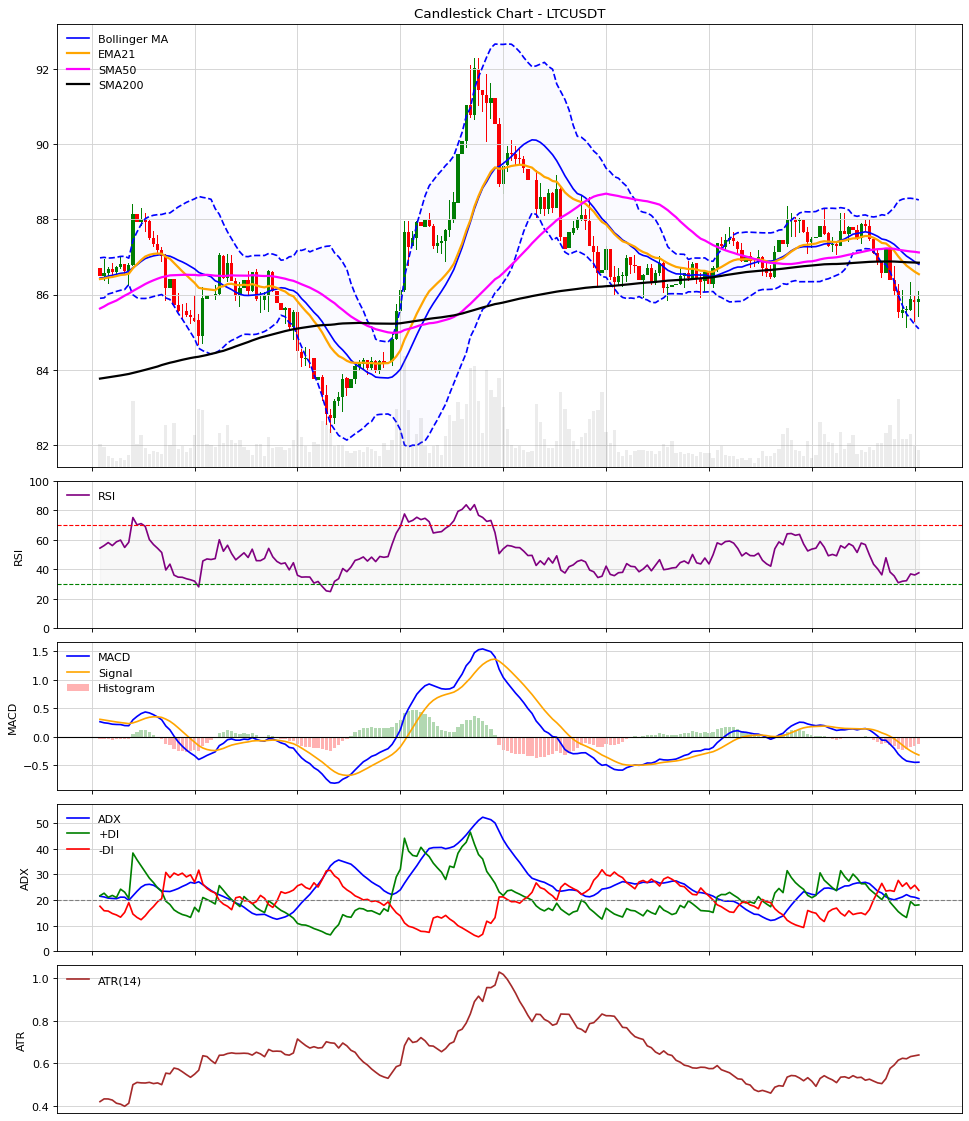 Candlestick Chart - LTCUSDT
Bollinger MA
EMA21
SMA50
SMA200
92
90
88
86
84
82
RSI
RSI
100
80
60
40
20
0
MACD
MACD
Signal
Histogram
1.5
1.0
0.5
0.0
−0.5
ADX
ADX
+DI
-DI
50
40
30
20
10
0
ATR
ATR(14)
1.0
0.8
0.6
0.4